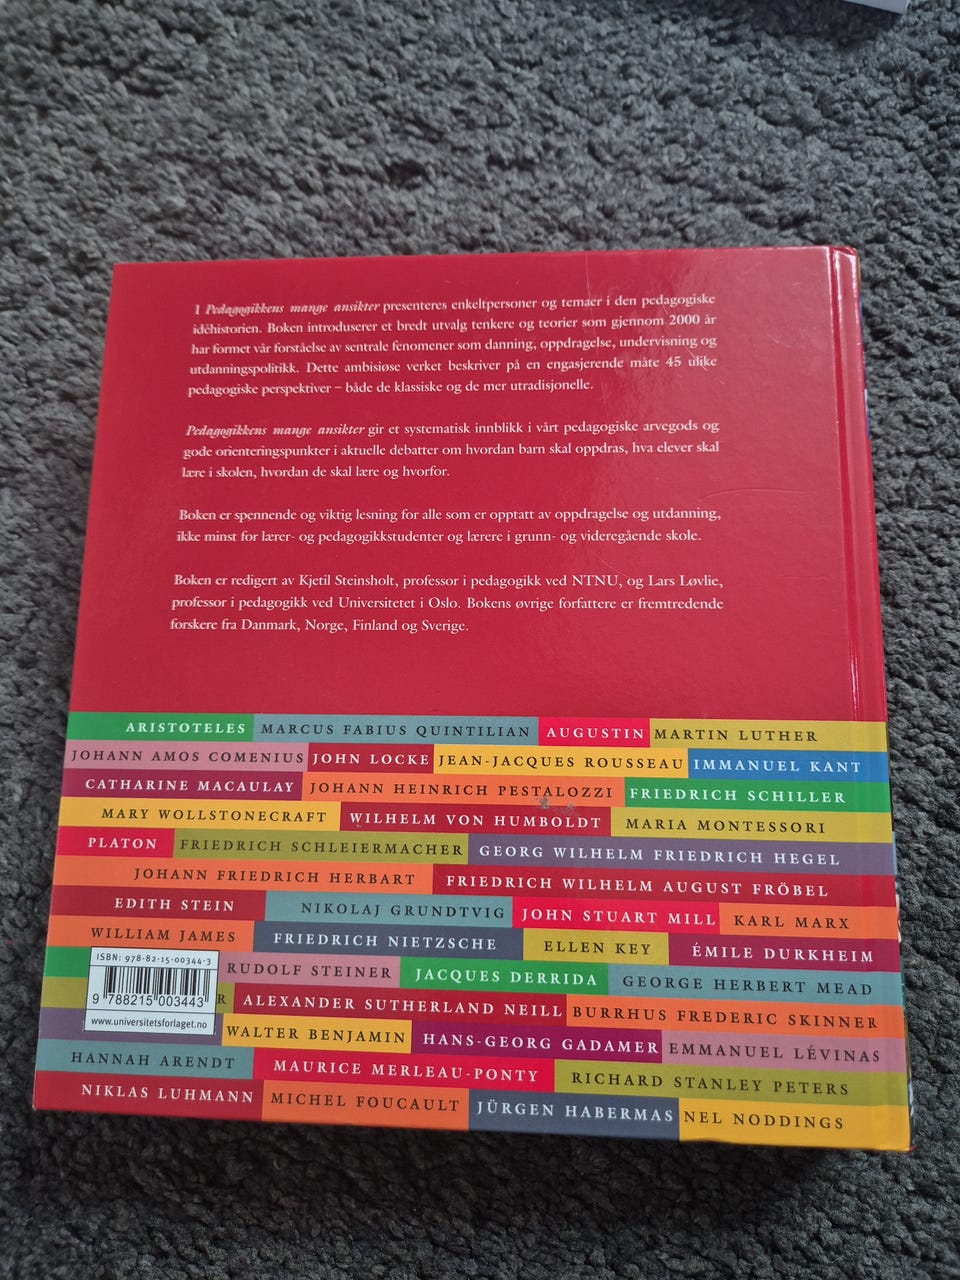 I Pedagogikkens mange ansikter presenteres enkeltpersoner og temaer i den pedagogiske
idéhistorien. Boken introduserer et bredt utvalg tenkere og teorier som gjennom 2000 år
har formet vår forståelse av sentrale fenomener som danning, oppdragelse, undervisning og
utdanningspolitikk. Dette ambisiøse verket beskriver på en engasjerende måte 45 ulike
pedagogiske perspektiver – både de klassiske og de mer utradisjonelle.
Pedagogikkens mange ansikter gir et systematisk innblikk i vårt pedagogiske arvegods og
gode orienteringspunkter i aktuelle debatter om hvordan barn skal oppdras, hva elever skal
lære i skolen, hvordan de skal lære og hvorfor.
Boken er spennende og viktig lesning for alle som er opptatt av oppdragelse og utdanning,
ikke minst for lærer- og pedagogikkstudenter og lærere i grunn- og videregående skole.
Boken er redigert av Kjetil Steinsholt, professor i pedagogikk ved NTNU, og Lars Løvlie,
professor i pedagogikk ved Universitetet i Oslo. Bokens øvrige forfattere er fremtredende
forskere fra Danmark, Norge, Finland og Sverige.
ARISTOTELES MARCUS FABIUS QUINTILIAN AUGUSTIN MARTIN LUTHER
JOHANN AMOS COMENIUS JOHN LOCKE JEAN-JACQUES ROUSSEAU IMMANUEL KANT
CATHARINE MACAULAY JOHANN HEINRICH PESTALOZZI FRIEDRICH SCHILLER
MARY WOLLSTONECRAFT WILHELM VON HUMBOLDT MARIA MONTESSORI
PLATON FRIEDRICH SCHLEIERMACHER GEORG WILHELM FRIEDRICH HEGEL
JOHANN FRIEDRICH HERBART FRIEDRICH WILHELM AUGUST FRÖBEL
EDITH STEIN NIKOLAJ GRUNDTVIG JOHN STUART MILL KARL MARX
WILLIAM JAMES FRIEDRICH NIETZSCHE ELLEN KEY ÉMILE DURKHEIM
ISBN: 978-82-15-00344-3
RUDOLF STEINER JACQUES DERRIDA GEORGE HERBERT MEAD
9 788215 003443
R ALEXANDER SUTHERLAND NEILL BURRHUS FREDERIC SKINNER
www.universitetsforlaget.no
WALTER BENJAMIN HANS-GEORG GADAMER EMMANUEL LÉVINAS
HANNAH ARENDT MAURICE MERLEAU-PONTY RICHARD STANLEY PETERS
NIKLAS LUHMANN MICHEL FOUCAULT JÜRGEN HABERMAS NEL NODDINGS